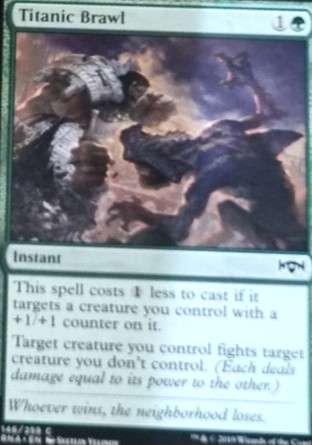 Titanic Brawl 1
Instant
This spell costs 1 less to cast if it
targets a creature you control with a
+1/+1 counter on it.
Target creature you control fights target
creature you don't control. (Each deals
damage equal to its power to the other.)
Whoever wins, the neighborhood loses.
146/259 C
RNA • EN